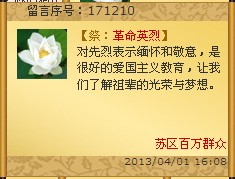 留言序号：171210
【祭：革命英烈】
对先烈表示缅怀和敬意，是
很好的爱国主义教育，让我
们了解祖辈的光荣与梦想。
苏区百万群众
2013/04/01 16:08